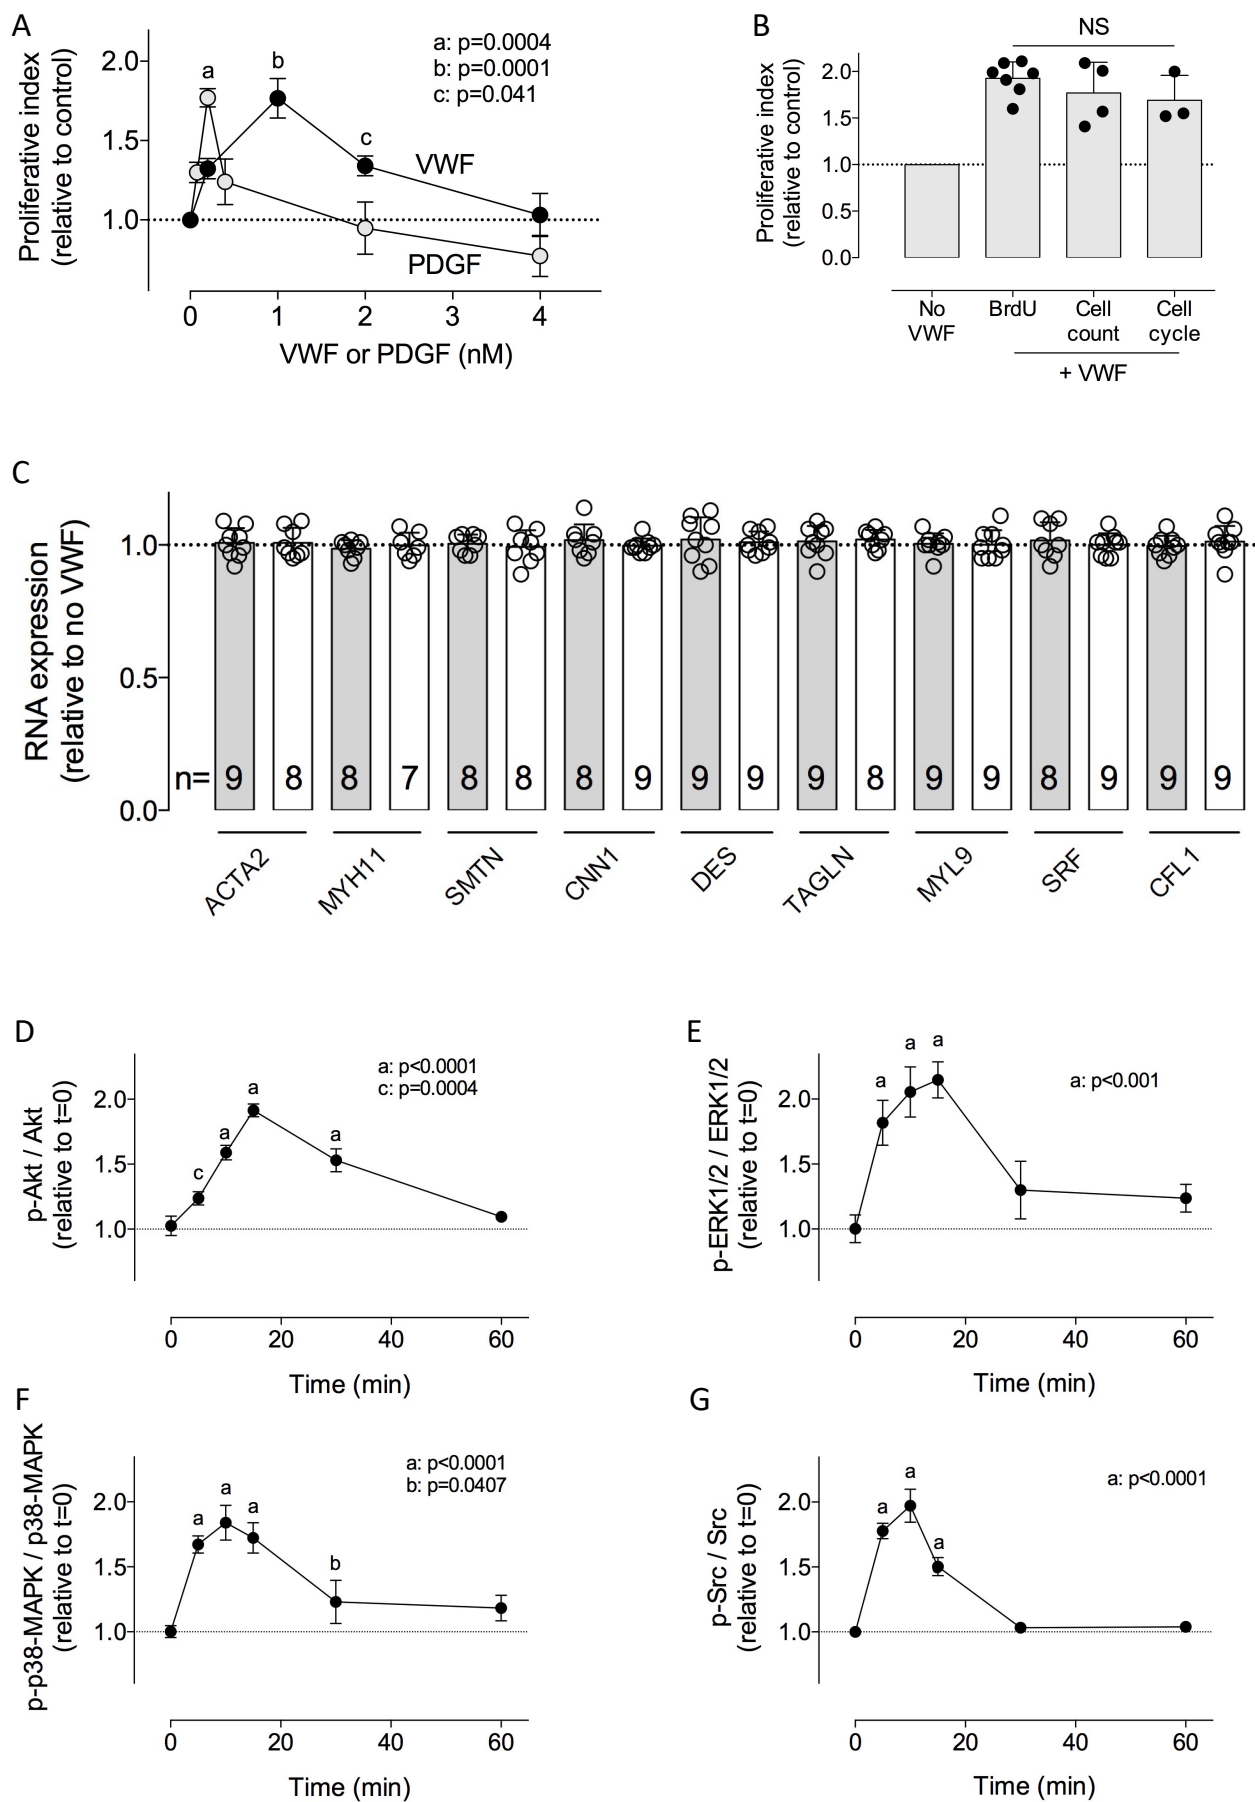 A
Proliferative index
(relative to control)
2.0
1.5
1.0
a
b
c
a: p=0.0004
b: p=0.0001
c: p=0.041
VWF
PDGF
0 1 2 3 4
VWF or PDGF (nM)
B
Proliferative index
(relative to control)
NS
2.0
1.5
1.0
0.5
0.0
No
VWF
BrdU
Cell
count
Cell
cycle
+ VWF
C
RNA expression
(relative to no VWF)
1.0
0.5
0.0
n= 9 8 8 7 8 8 8 9 9 9 9 8 9 9 8 9 9 9
ACTA2
MYH11
SMTN
CNN1
DES
TAGLN
MYL9
SRF
CFL1
D
p-Akt / Akt
(relative to t=0)
2.0
1.5
1.0
c
a
a
a
a: p<0.0001
c: p=0.0004
0 20 40 60
Time (min)
E
p-ERK1/2 / ERK1/2
(relative to t=0)
2.0
1.5
1.0
a
a
a
a: p<0.001
0 20 40 60
Time (min)
F
p-p38-MAPK / p38-MAPK
(relative to t=0)
2.0
1.5
1.0
a
a
a
b
a: p<0.0001
b: p=0.0407
0 20 40 60
Time (min)
G
p-Src / Src
(relative to t=0)
2.0
1.5
1.0
a
a
a
a: p<0.0001
0 20 40 60
Time (min)